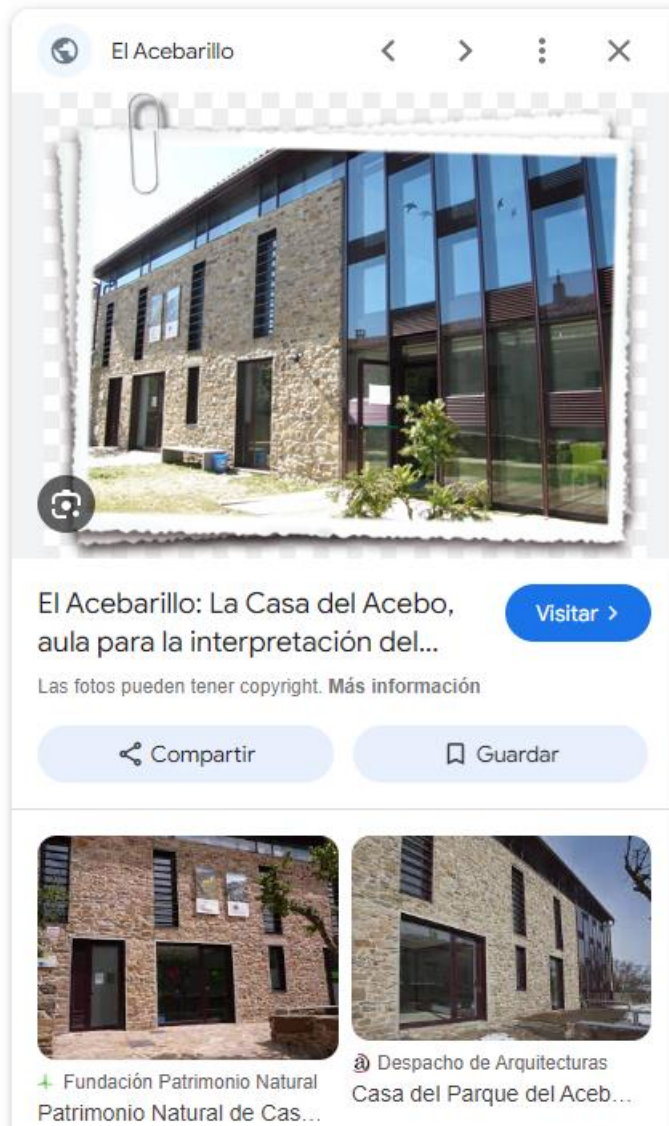 El Acebarillo
El Acebarillo: La Casa del Acebo,
aula para la interpretación del...
Visitar
Las fotos pueden tener copyright. Más información
Compartir
Guardar
Fundación Patrimonio Natural
Patrimonio Natural de Cas...
Despacho de Arquitecturas
Casa del Parque del Aceb...